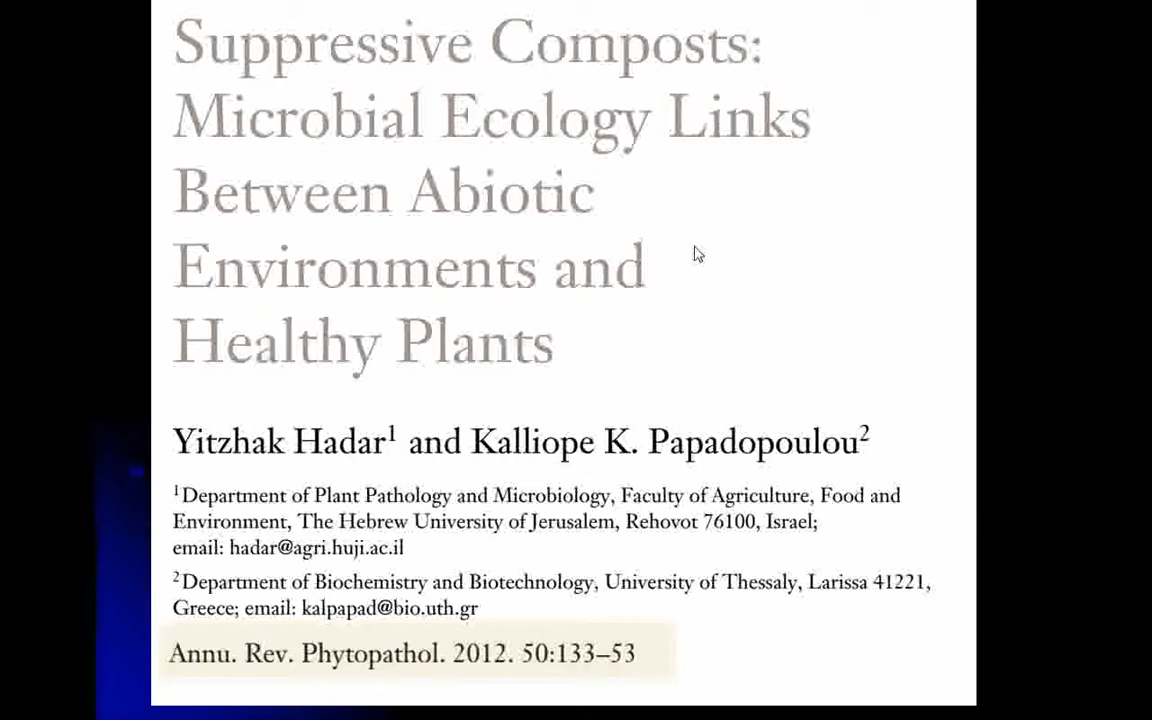 Suppressive Composts:
Microbial Ecology Links
Between Abiotic
Environments and
Healthy Plants
Yitzhak Hadar¹ and Kalliope K. Papadopoulou²
¹Department of Plant Pathology and Microbiology, Faculty of Agriculture, Food and
Environment, The Hebrew University of Jerusalem, Rehovot 76100, Israel;
email: hadar@agri.huji.ac.il
²Department of Biochemistry and Biotechnology, University of Thessaly, Larissa 41221,
Greece; email: kalpapad@bio.uth.gr
Annu. Rev. Phytopathol. 2012. 50:133–53